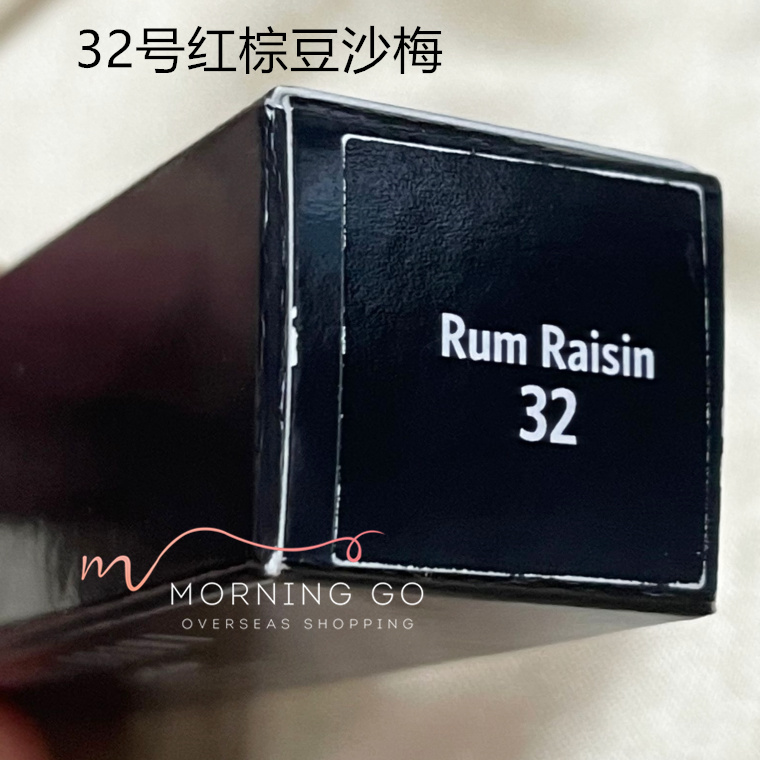 32号红棕豆沙梅
Rum Raisin
32
MORNING GO
OVERSEAS SHOPPING